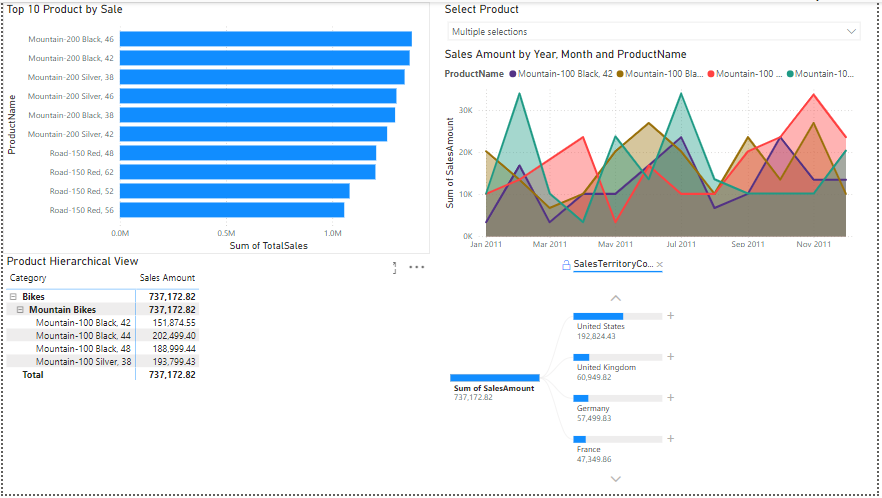 Top 10 Product by Sale
Mountain-200 Black, 46
Mountain-200 Black, 42
Mountain-200 Silver, 38
Mountain-200 Silver, 46
Mountain-200 Black, 38
Mountain-200 Silver, 42
Road-150 Red, 48
Road-150 Red, 62
Road-150 Red, 52
Road-150 Red, 56
ProductName
0.0M 0.5M 1.0M
Sum of TotalSales
Select Product
Multiple selections
Sales Amount by Year, Month and ProductName
ProductName Mountain-100 Black, 42 Mountain-100 Bla... Mountain-100 ... Mountain-10...
30K
20K
10K
0K
Sum of SalesAmount
Jan 2011 Mar 2011 May 2011 Jul 2011 Sep 2011 Nov 2011
Product Hierarchical View
Category Sales Amount
Bikes 737,172.82
Mountain Bikes 737,172.82
Mountain-100 Black, 42 151,874.55
Mountain-100 Black, 44 202,499.40
Mountain-100 Black, 48 188,999.44
Mountain-100 Silver, 38 193,799.43
Total 737,172.82
SalesTerritoryCo...
Sum of SalesAmount
737,172.82
United States
192,824.43
United Kingdom
60,949.82
Germany
57,499.83
France
47,349.86